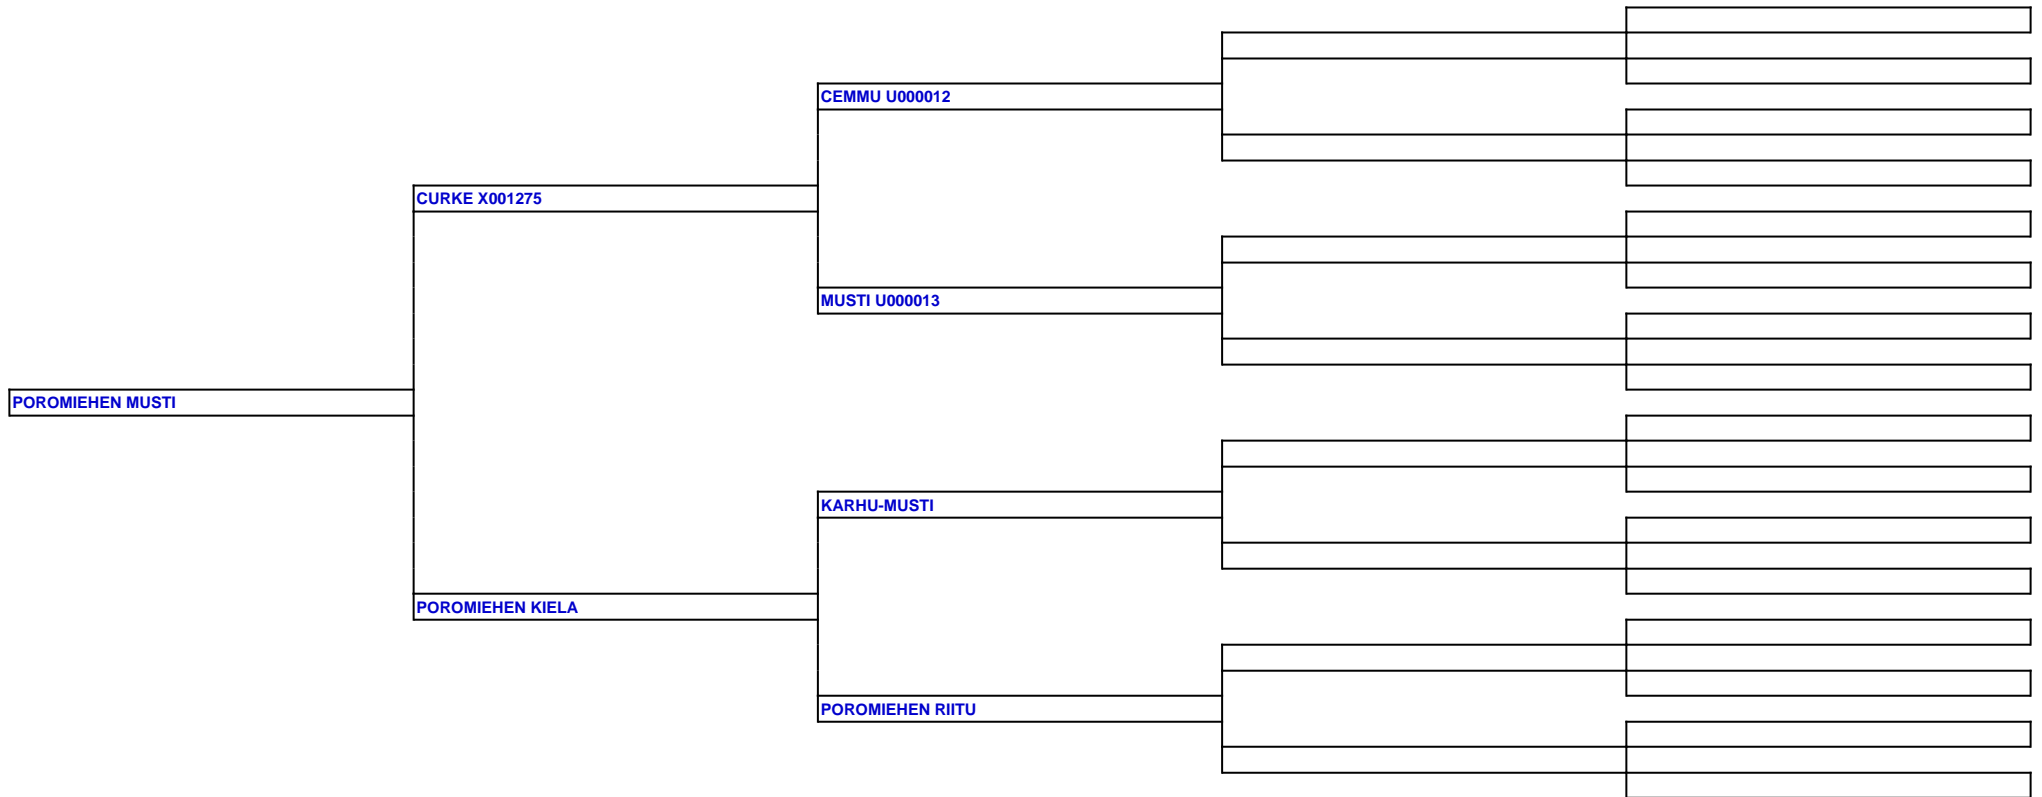 CEMMU U000012
CURKE X001275
MUSTI U000013
POROMIEHEN MUSTI
KARHU-MUSTI
POROMIEHEN KIELA
POROMIEHEN RIITU